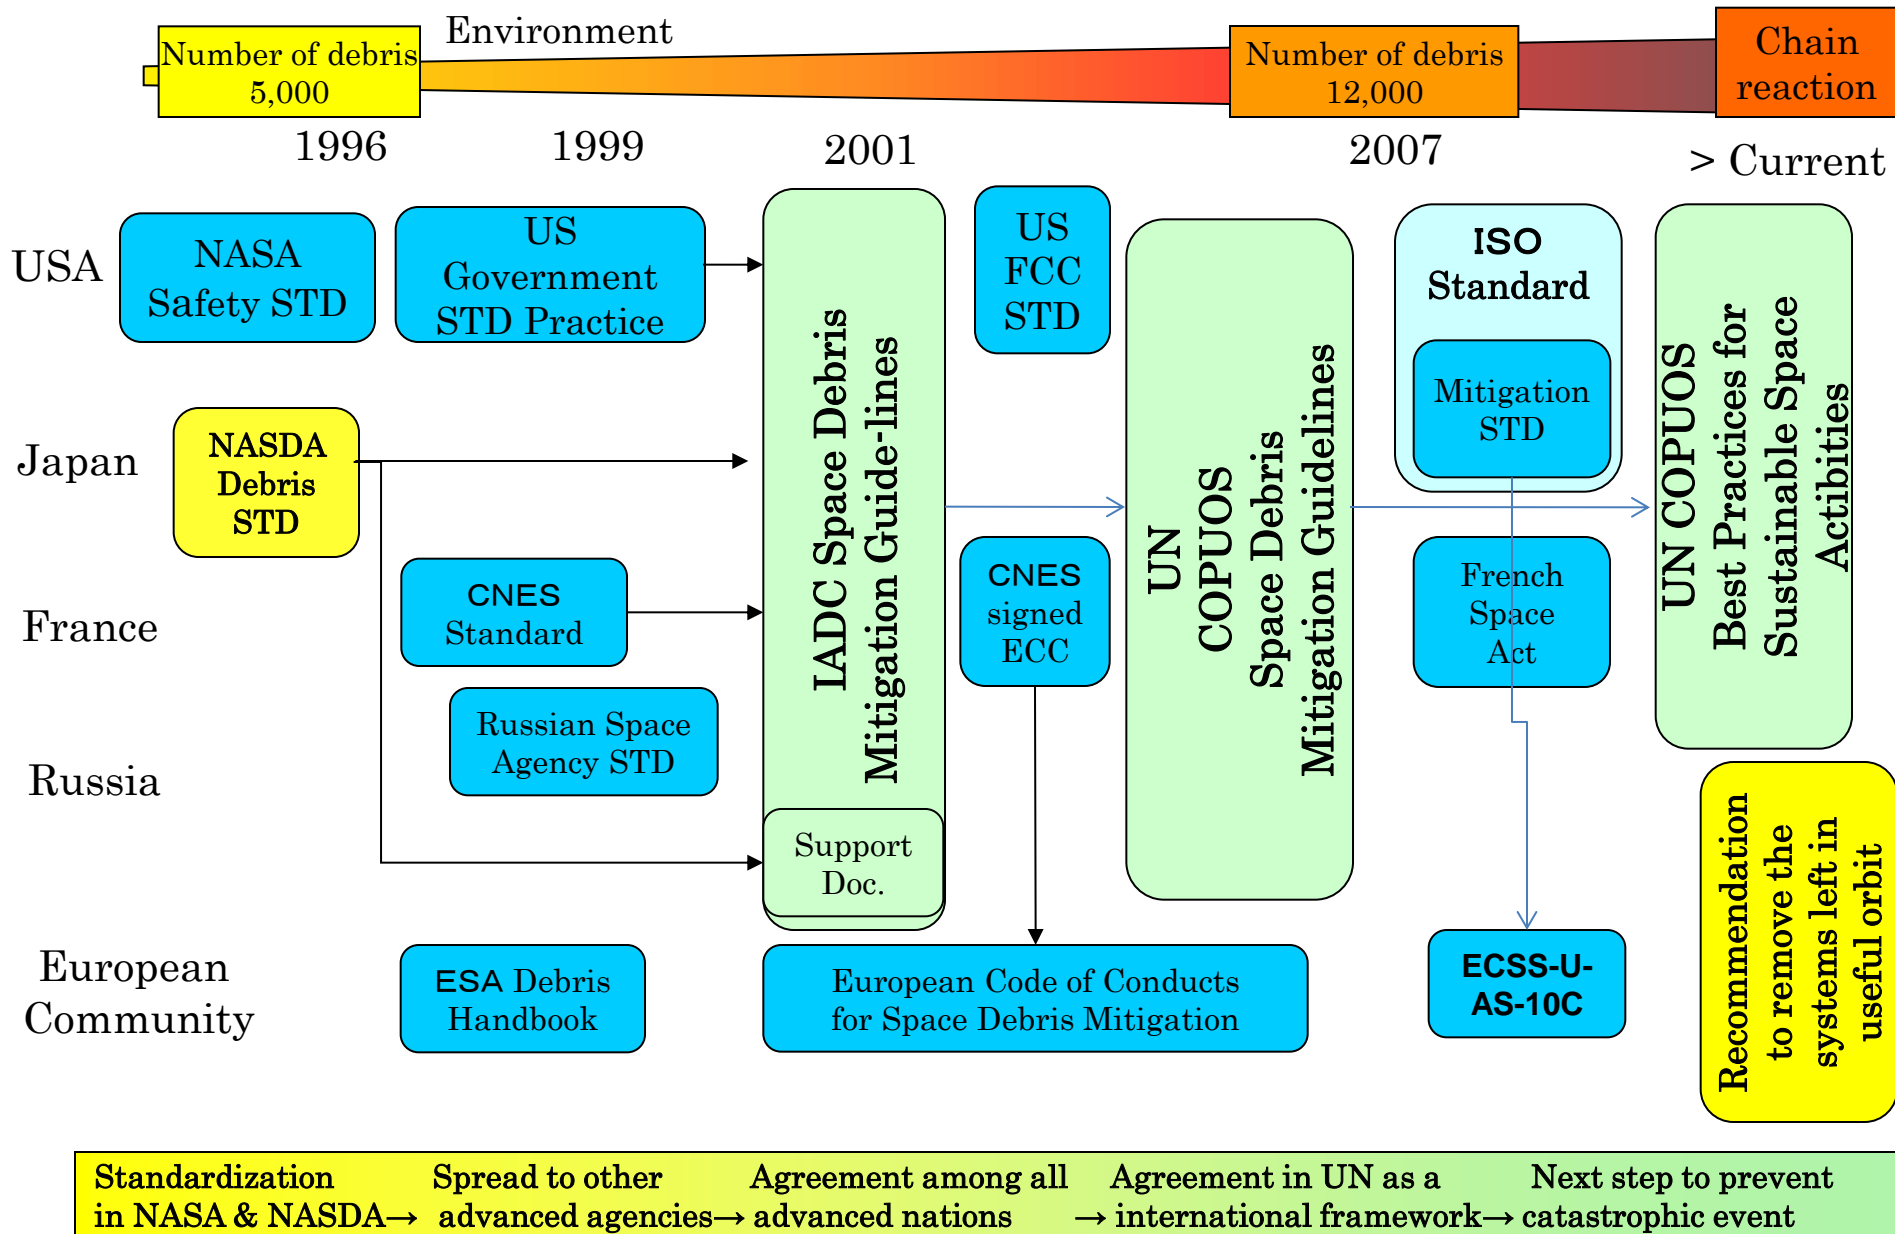 Environment
Number of debris
5,000
Number of debris
12,000
Chain
reaction
1996
1999
2001
2007
> Current
USA
NASA
Safety STD
US
Government
STD Practice
US
FCC
STD
ISO
Standard
Mitigation
STD
Japan
NASDA
Debris
STD
IADC Space Debris
Mitigation Guide-lines
Support
Doc.
UN
COPUOS
Space Debris
Mitigation Guidelines
UN COPUOS
Best Practices for
Sustainable Space
Actibities
France
CNES
Standard
CNES
signed
ECC
French
Space
Act
Russia
Russian Space
Agency STD
European
Community
ESA Debris
Handbook
European Code of Conducts
for Space Debris Mitigation
ECSS-U-
AS-10C
Recommendation
to remove the
systems left in
useful orbit
Standardization
in NASA & NASDA→
Spread to other
advanced agencies→
Agreement among all
advanced nations →
Agreement in UN as a
international framework→
Next step to prevent
catastrophic event